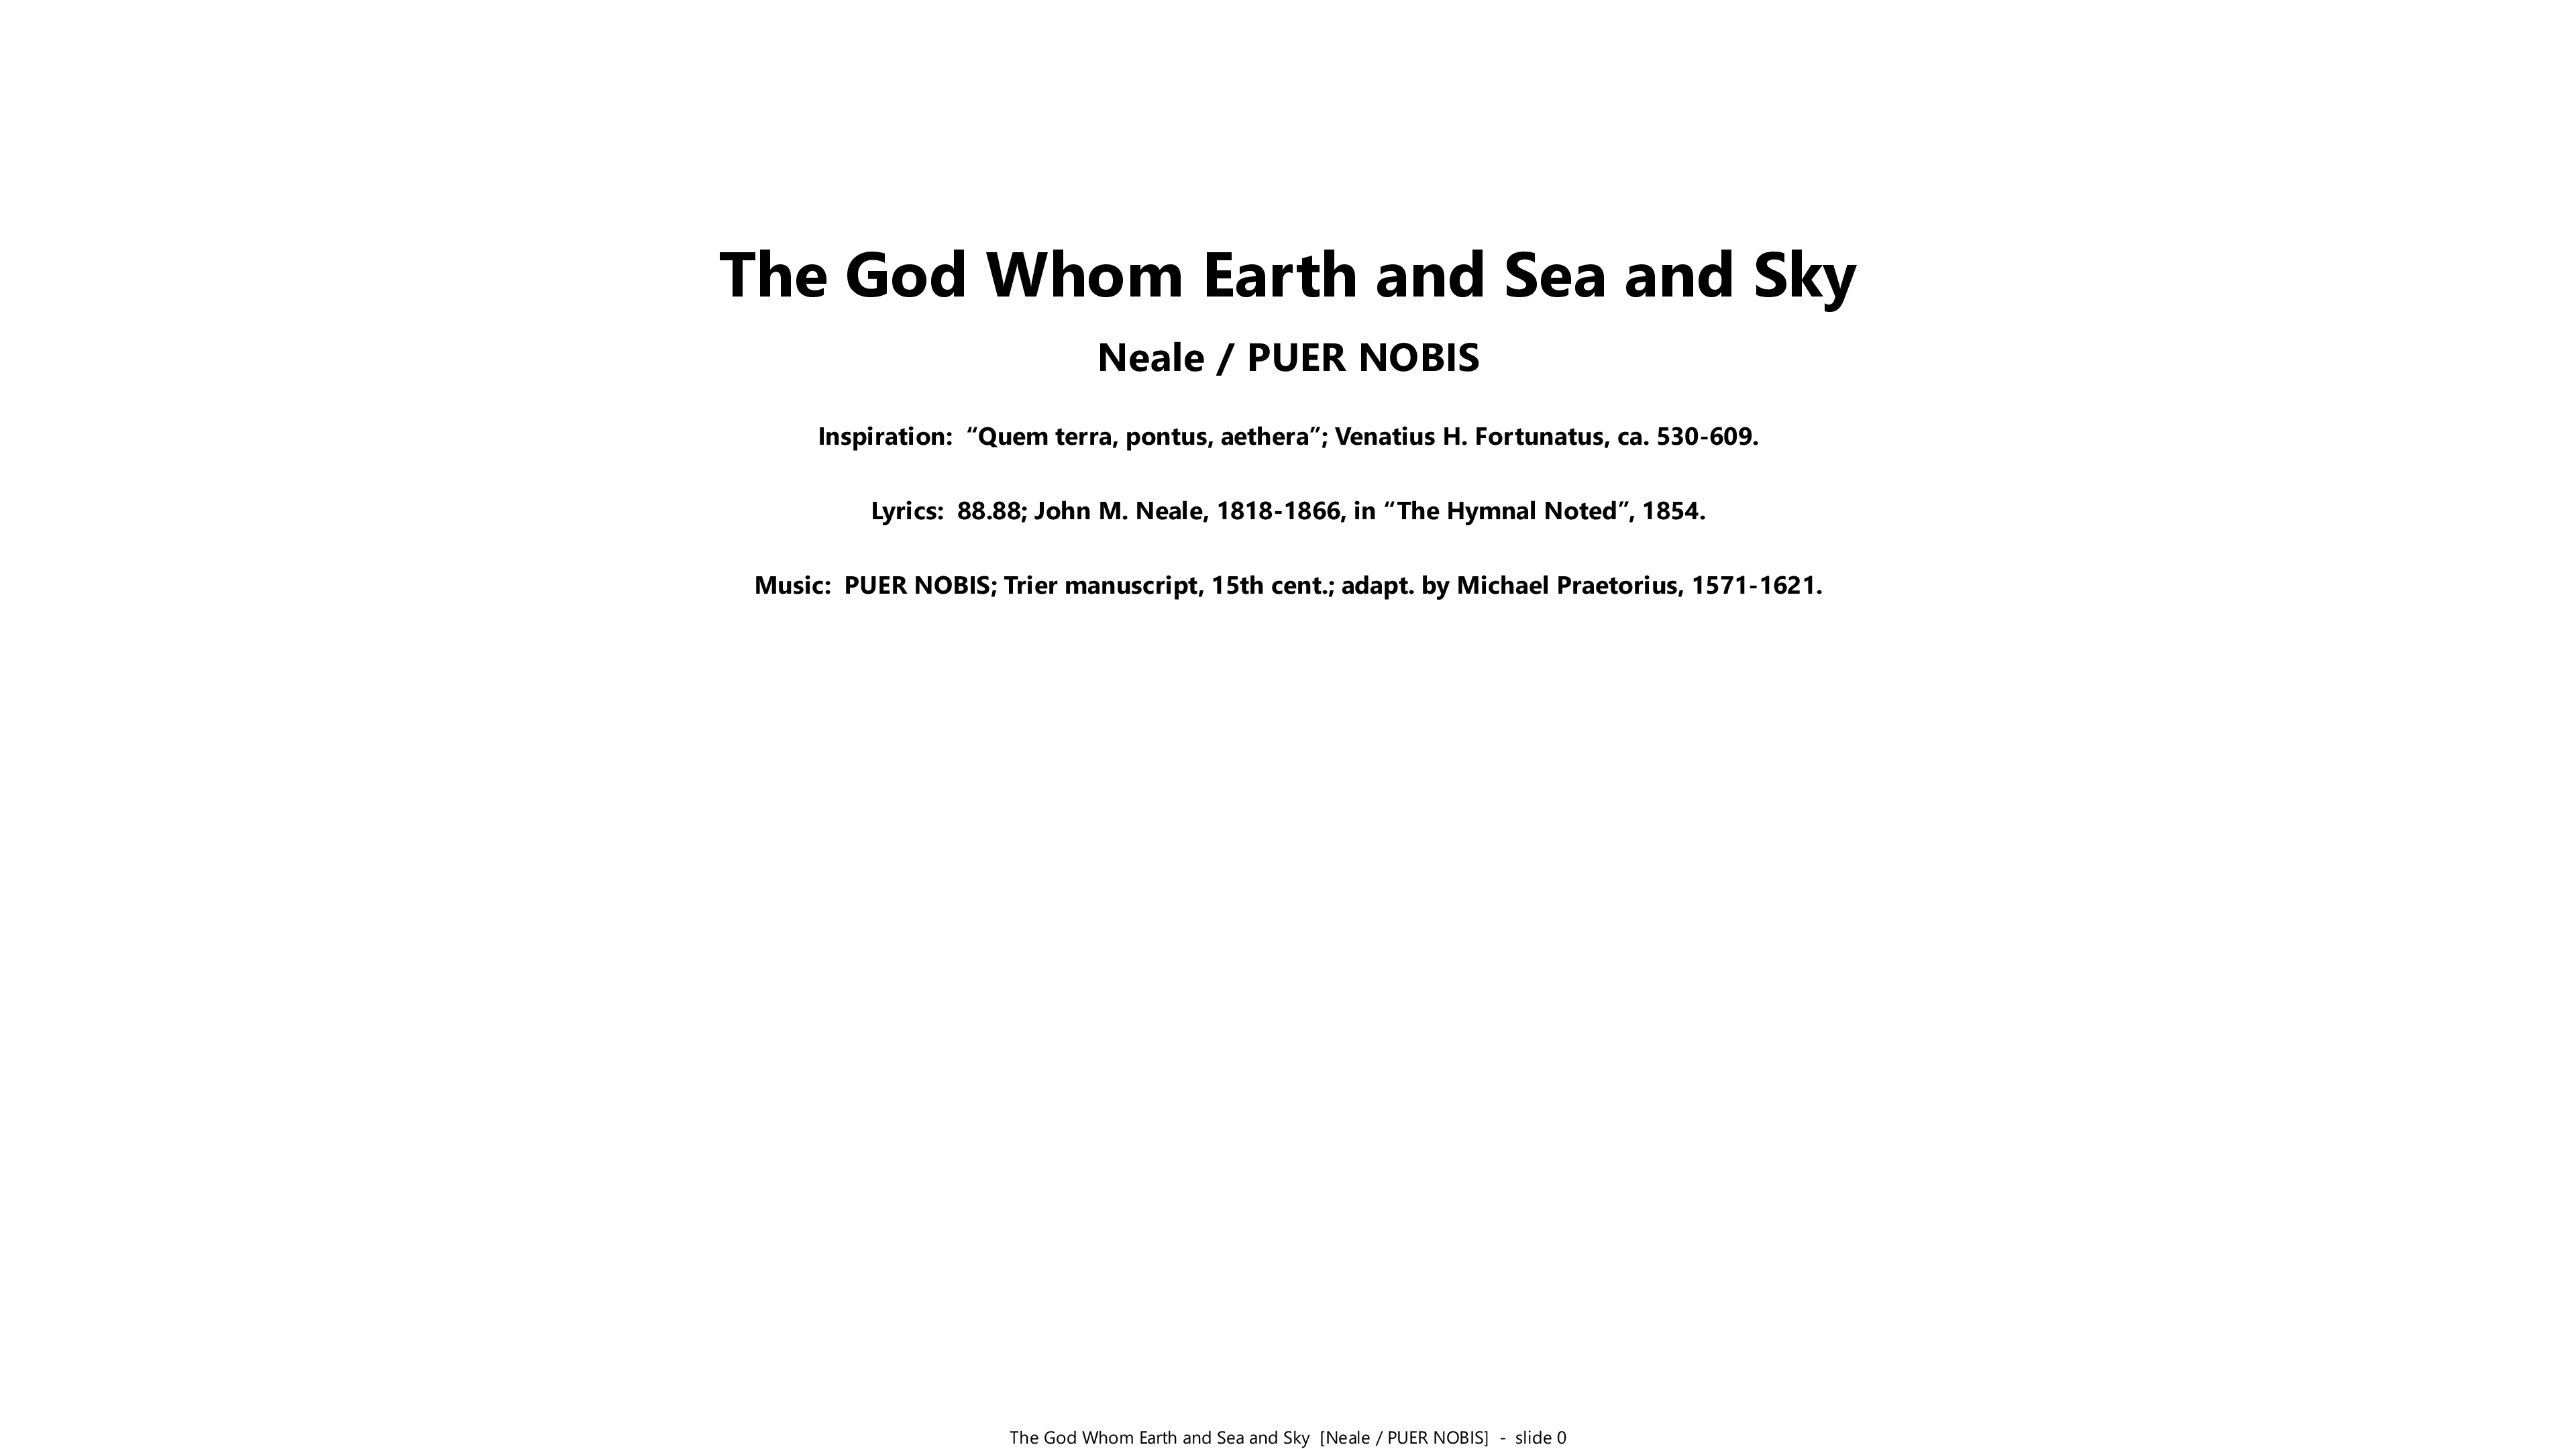 The God Whom Earth and Sea and Sky
Neale / PUER NOBIS
Inspiration:  “Quem terra, pontus, aethera”; Venatius H. Fortunatus, ca. 530-609.
Lyrics:  88.88; John M. Neale, 1818-1866, in “The Hymnal Noted”, 1854.
Music:  PUER NOBIS; Trier manuscript, 15th cent.; adapt. by Michael Praetorius, 1571-1621.
The God Whom Earth and Sea and Sky  [Neale / PUER NOBIS]  -  slide 0